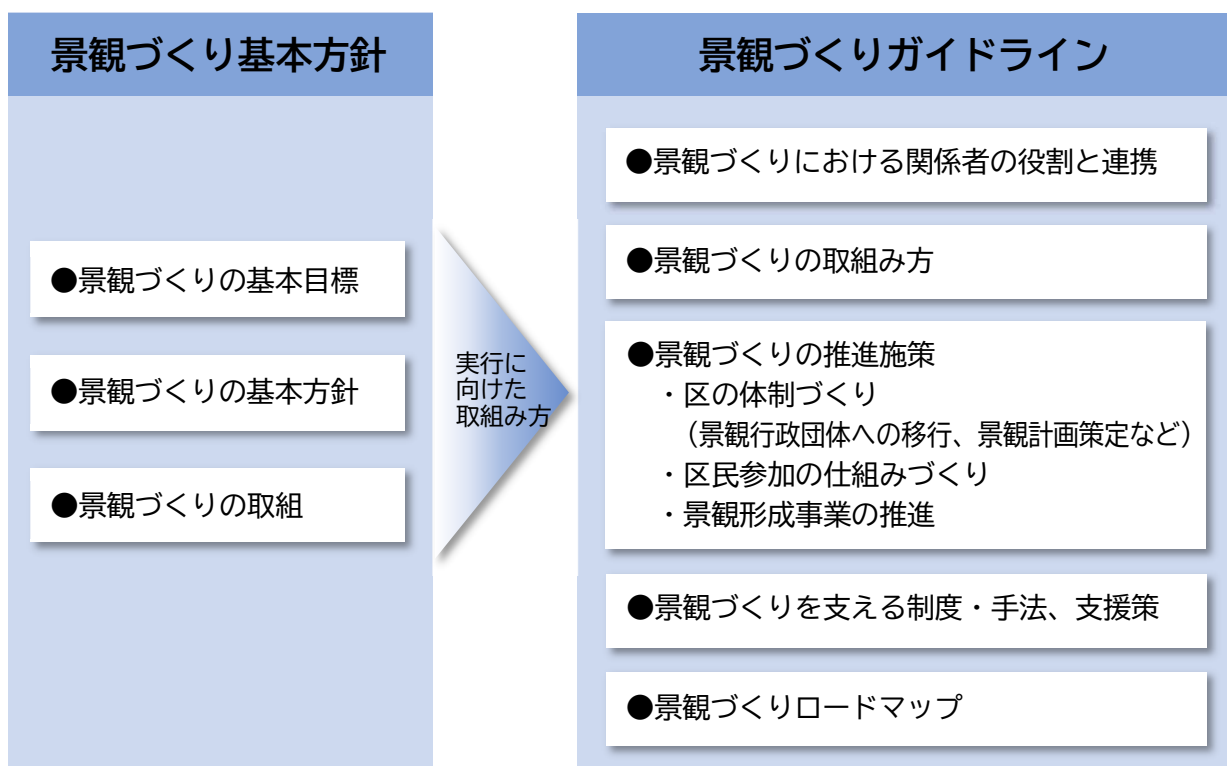 景観づくり基本方針
●景観づくりの基本目標
●景観づくりの基本方針
●景観づくりの取組
実行に
向けた
取組み方
景観づくりガイドライン
●景観づくりにおける関係者の役割と連携
●景観づくりの取組み方
●景観づくりの推進施策
・区の体制づくり
（景観行政団体への移行、景観計画策定など）
・区民参加の仕組みづくり
・景観形成事業の推進
●景観づくりを支える制度・手法、支援策
●景観づくりロードマップ